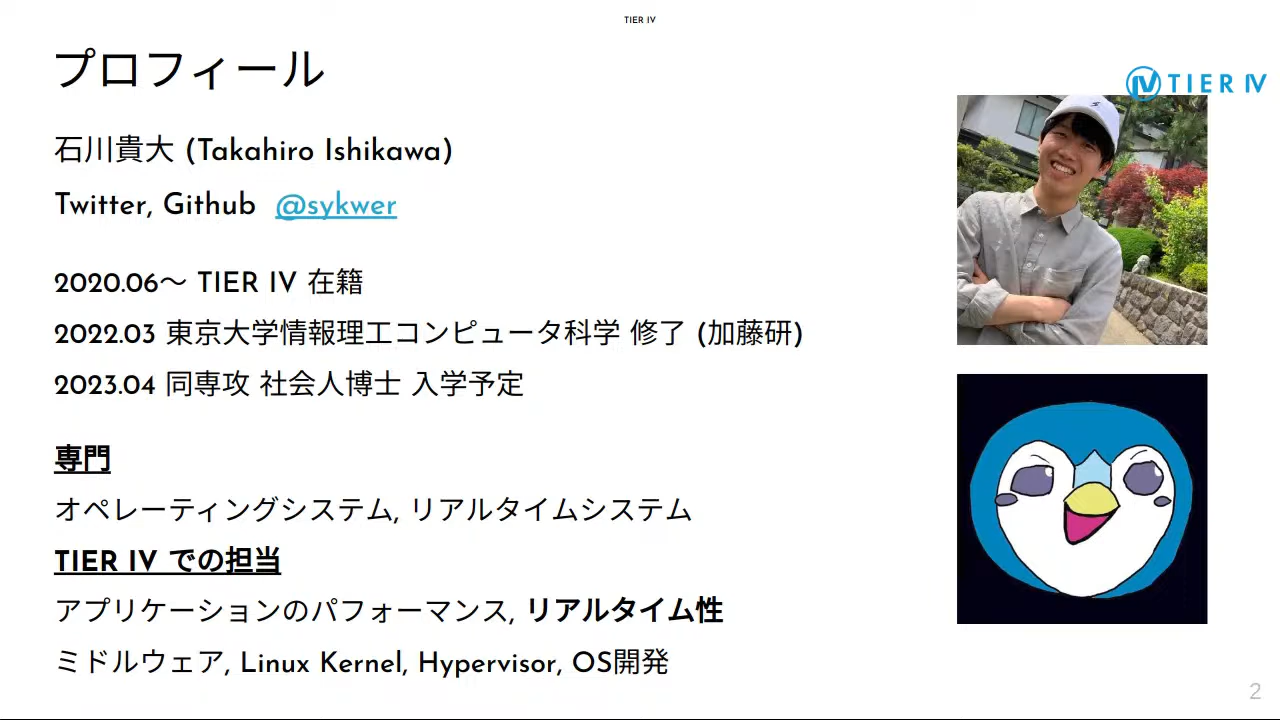 TIER IV
プロフィール
TIER IV
石川貴大 (Takahiro Ishikawa)
Twitter, Github @sykwer
2020.06〜 TIER IV 在籍
2022.03 東京大学情報理工コンピュータ科学 修了 (加藤研)
2023.04 同専攻 社会人博士 入学予定
専門
オペレーティングシステム, リアルタイムシステム
TIER IV での担当
アプリケーションのパフォーマンス, リアルタイム性
ミドルウェア, Linux Kernel, Hypervisor, OS開発
2